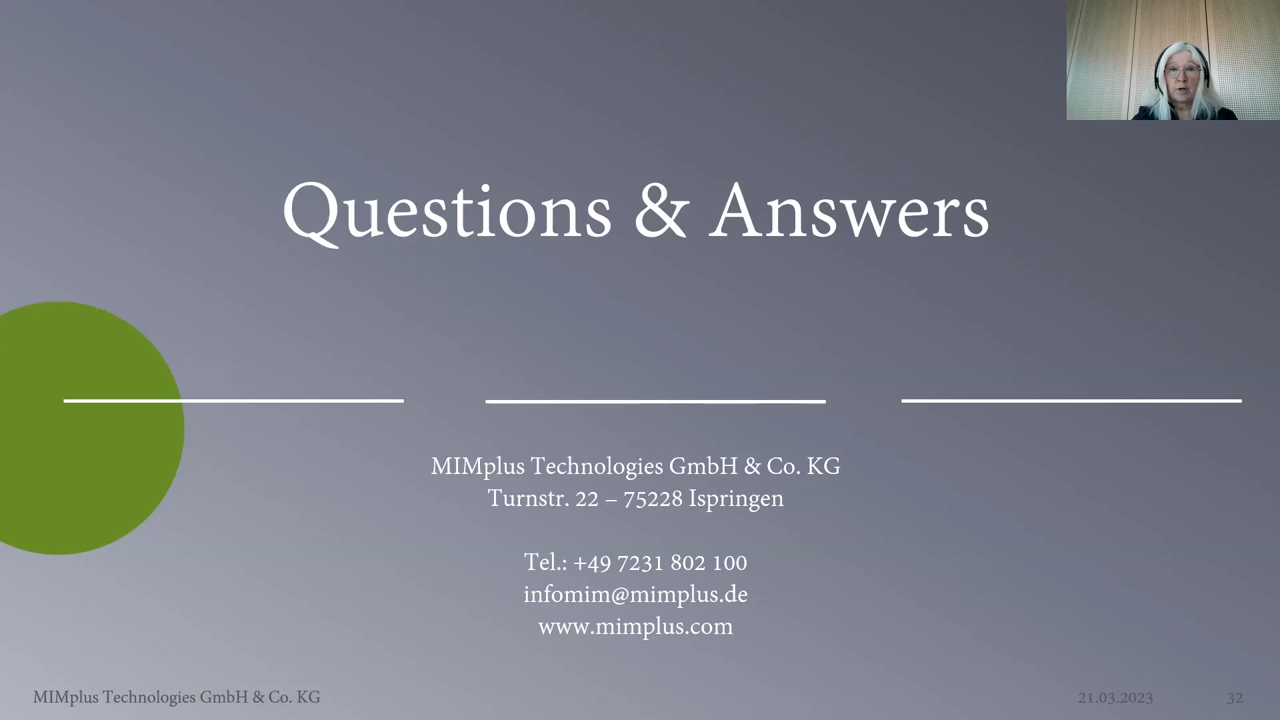 Questions & Answers
MIMplus Technologies GmbH & Co. KG
Turnstr. 22 – 75228 Ispringen
Tel.: +49 7231 802 100
infomim@mimplus.de
www.mimplus.com
MIMplus Technologies GmbH & Co. KG
21.03.2023
32